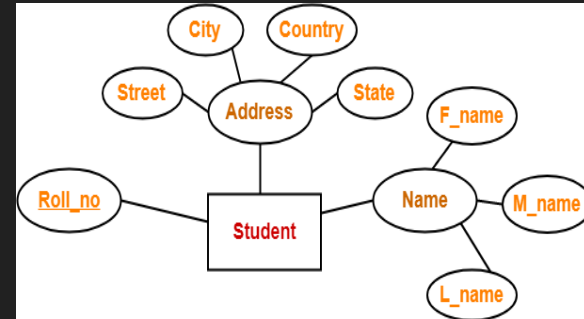 City
Country
Street
Address
State
F_name
Roll_no
Student
Name
M_name
L_name